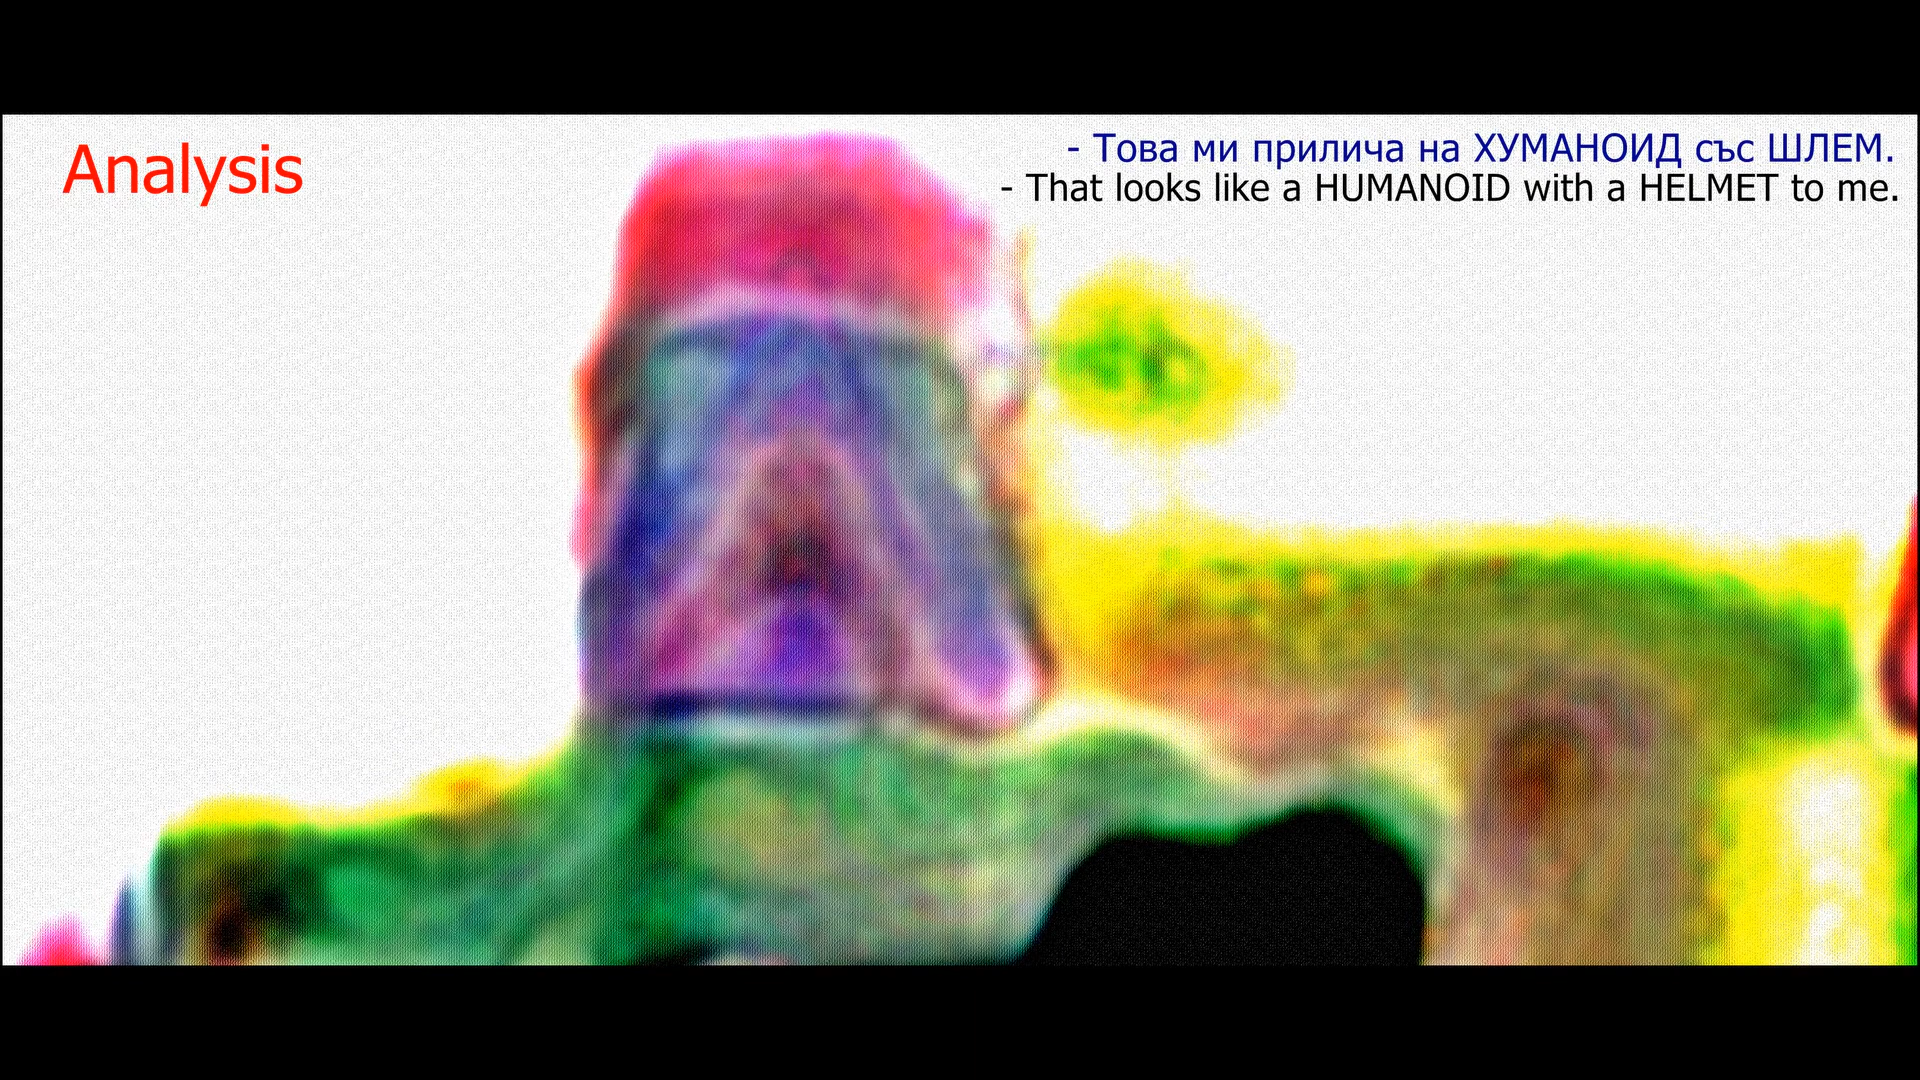 Analysis
- Това ми прилича на ХУМАНОИД със ШЛЕМ.
- That looks like a HUMANOID with a HELMET to me.